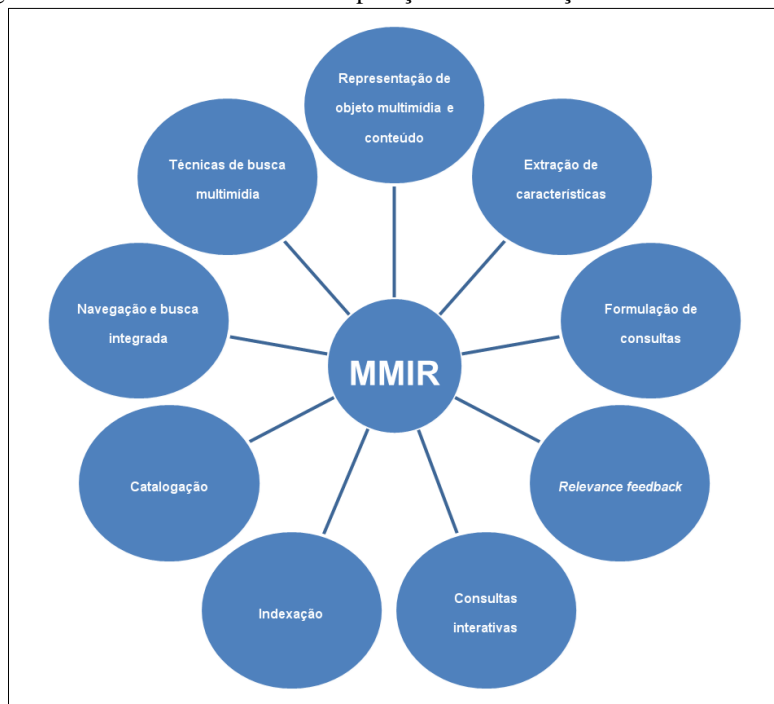 Representação de
objeto multimídia e
conteúdo
Extração de
características
Formulação de
consultas
Relevance feedback
Consultas
interativas
Indexação
Catalogação
Navegação e busca
integrada
Técnicas de busca
multimídia
MMIR